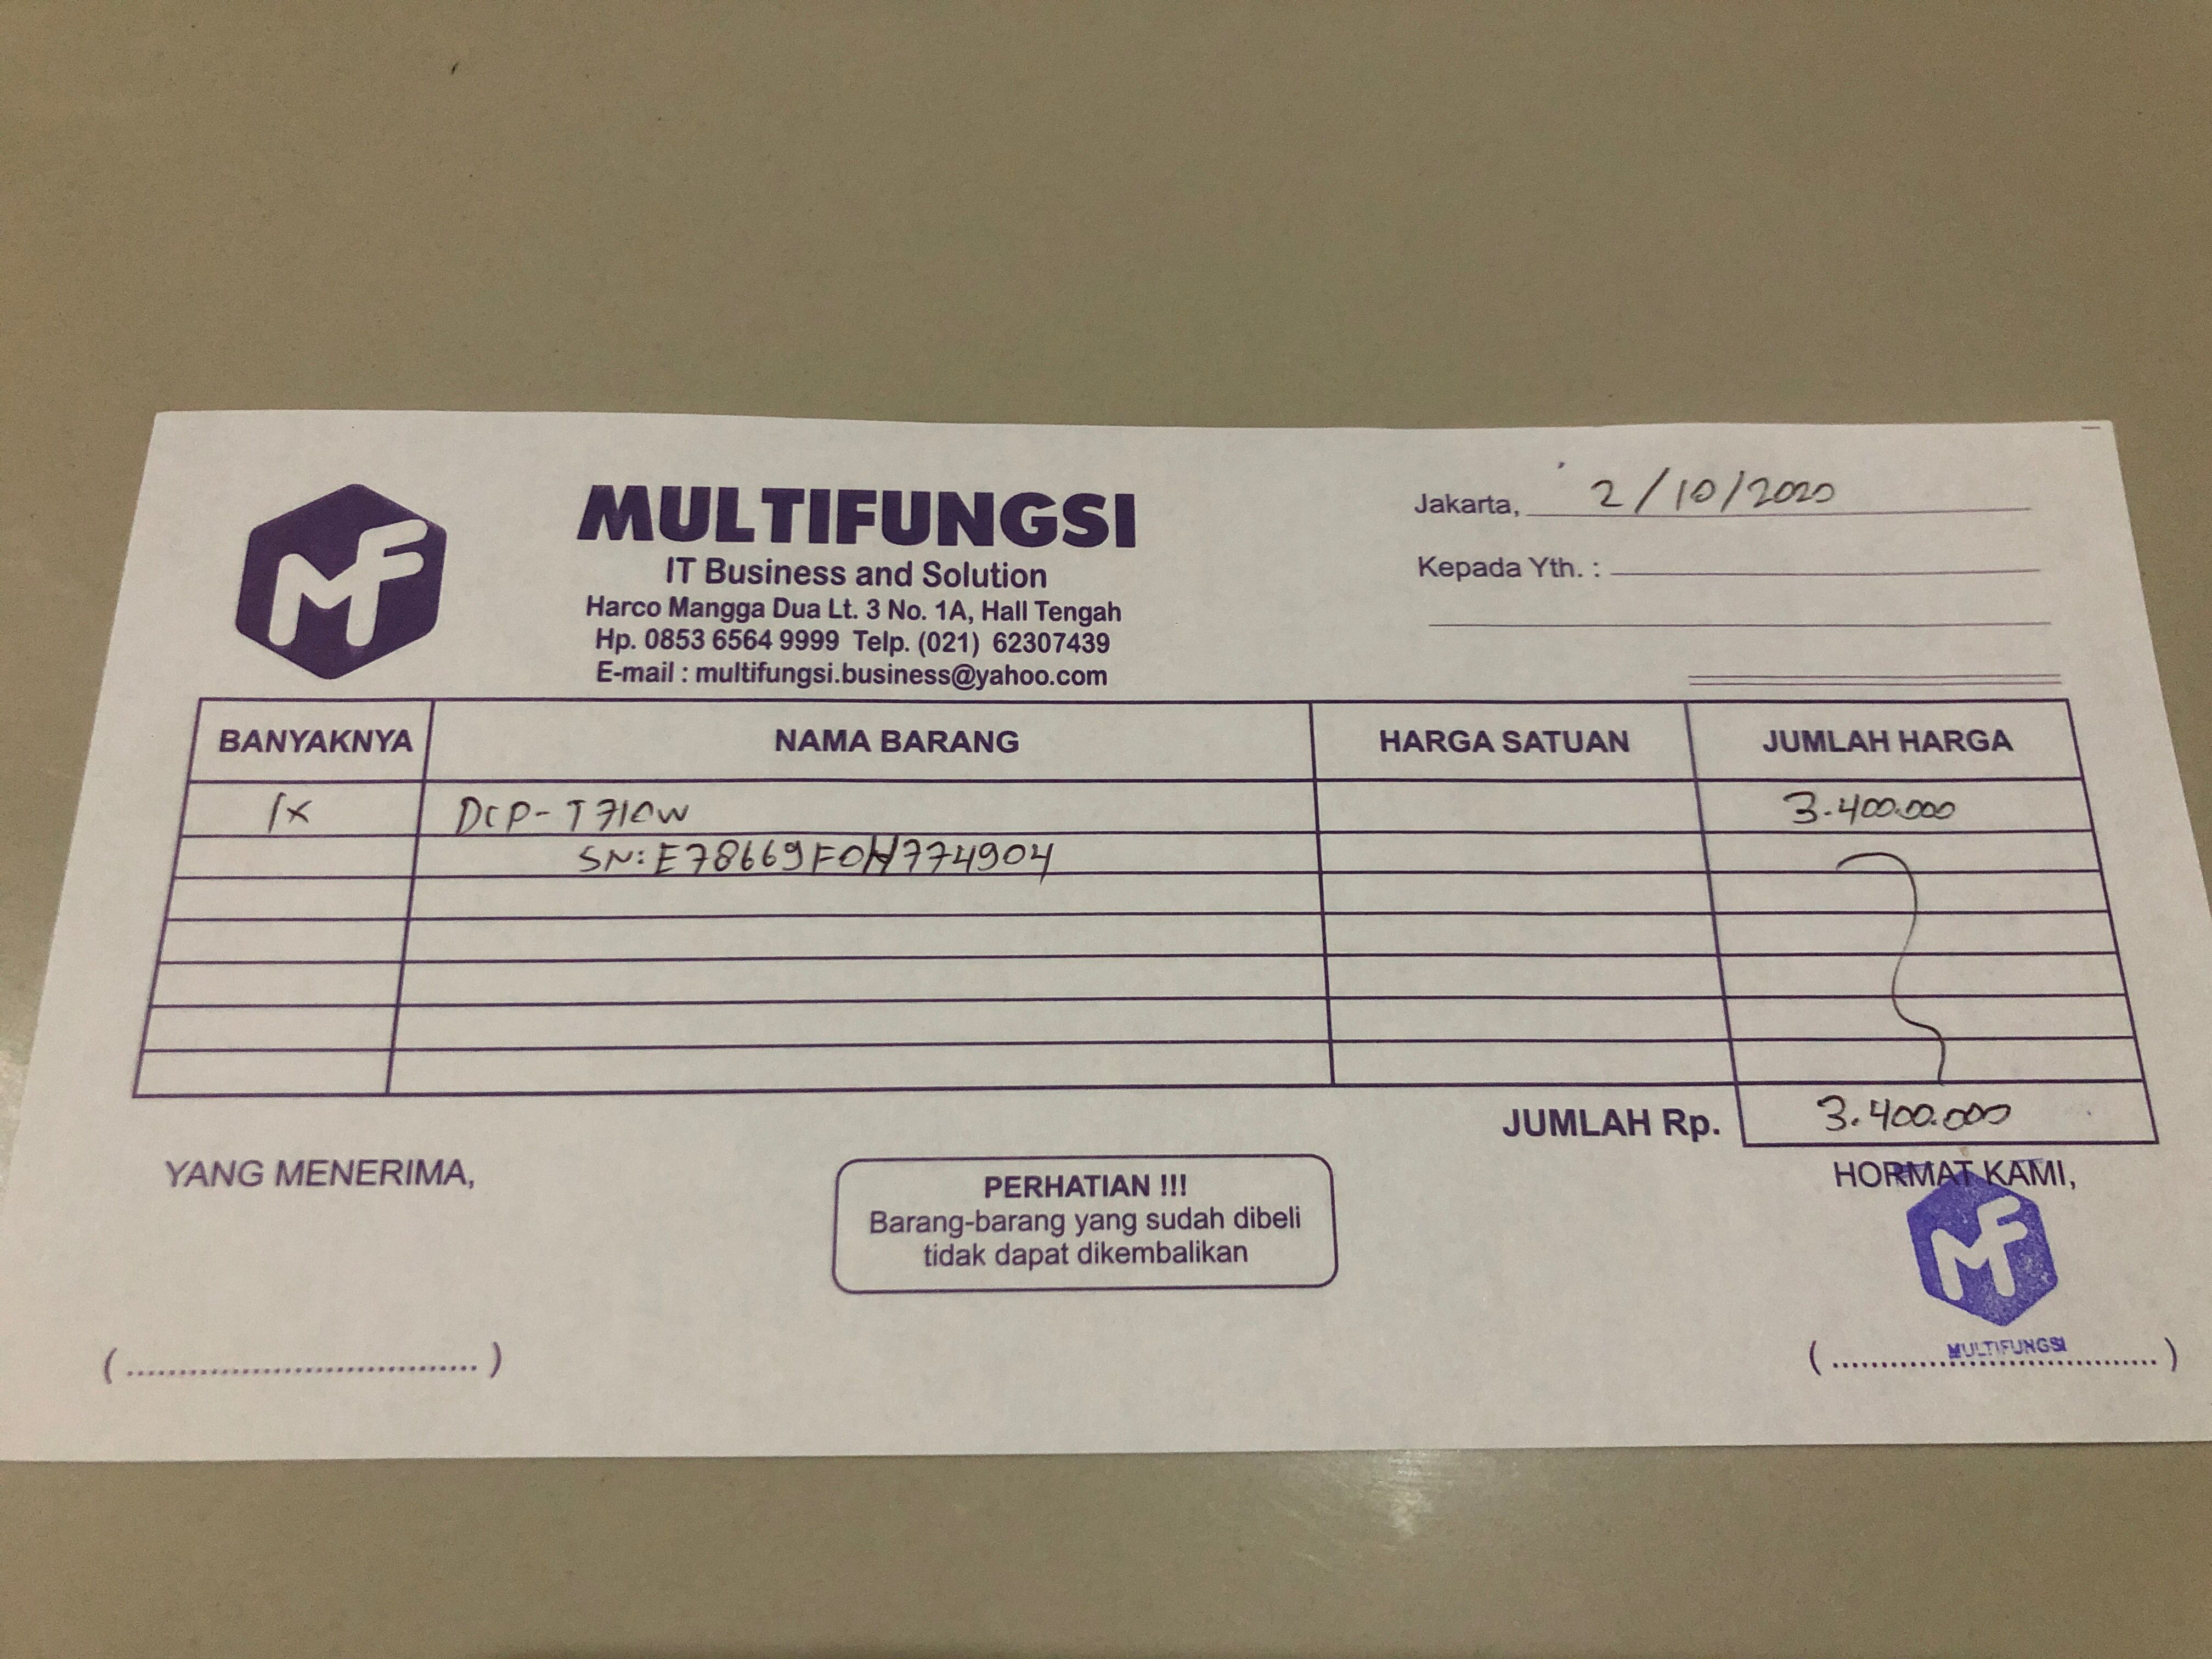 MF
MULTIFUNGSI
IT Business and Solution
Harco Mangga Dua Lt. 3 No. 1A, Hall Tengah
Hp. 0853 6564 9999 Telp. (021) 62307439
E-mail : multifungsi.business@yahoo.com
Jakarta, 2/10/2020
Kepada Yth. :
BANYAKNYA NAMA BARANG HARGA SATUAN JUMLAH HARGA
1x DCP-T710W 3.400.000
SN: E78669F0H774904
JUMLAH Rp. 3.400.000
YANG MENERIMA,
PERHATIAN !!!
Barang-barang yang sudah dibeli
tidak dapat dikembalikan
HORMAT KAMI,
MF
MULTIFUNGSI
(....................................)
(....................................)